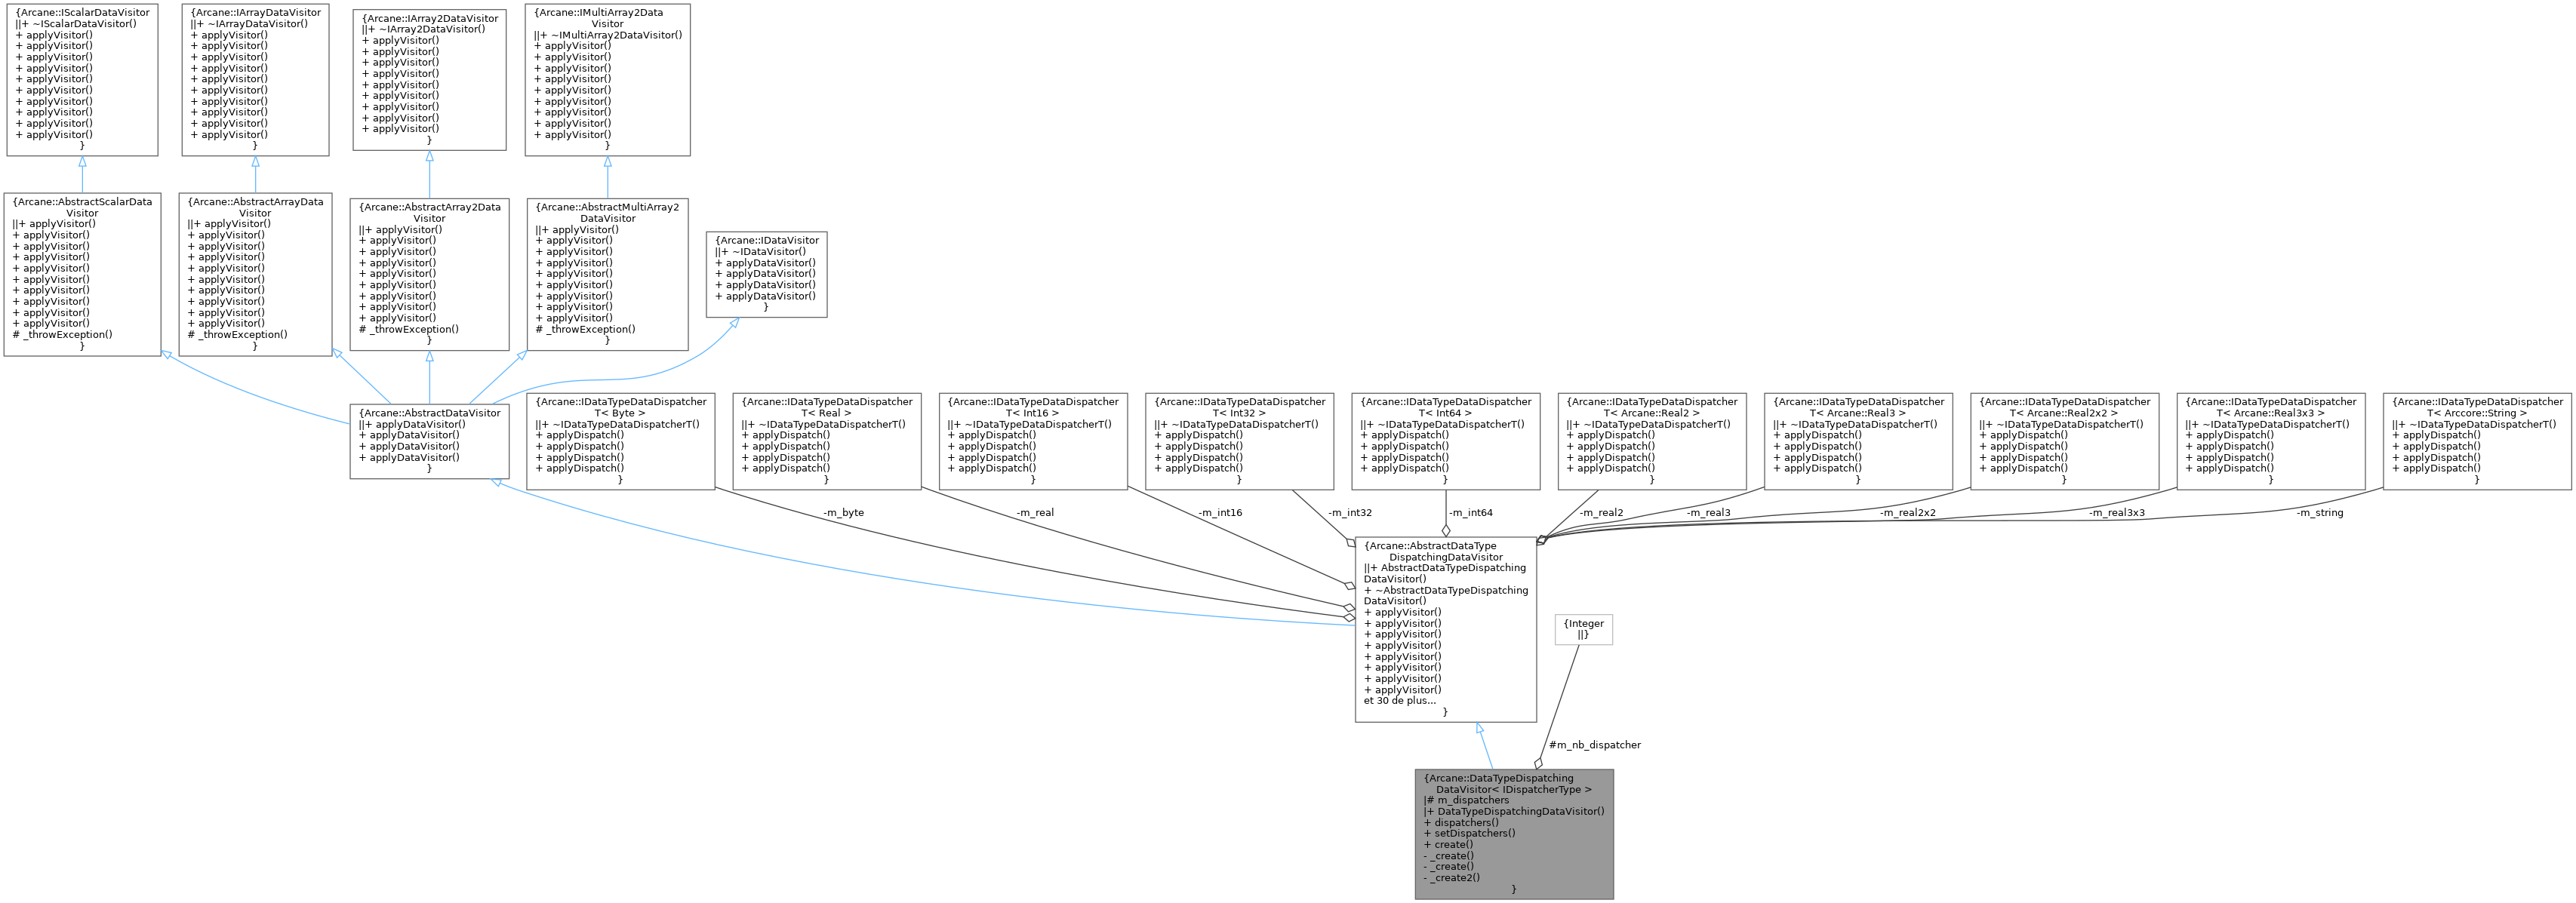 {Arcane::IScalarDataVisitor
||+ ~IScalarDataVisitor()
+ applyVisitor()
+ applyVisitor()
+ applyVisitor()
+ applyVisitor()
+ applyVisitor()
+ applyVisitor()
+ applyVisitor()
+ applyVisitor()
+ applyVisitor()
+ applyVisitor()
}
{Arcane::IArrayDataVisitor
||+ ~IArrayDataVisitor()
+ applyVisitor()
+ applyVisitor()
+ applyVisitor()
+ applyVisitor()
+ applyVisitor()
+ applyVisitor()
+ applyVisitor()
+ applyVisitor()
+ applyVisitor()
+ applyVisitor()
}
{Arcane::IArray2DataVisitor
||+ ~IArray2DataVisitor()
+ applyVisitor()
+ applyVisitor()
+ applyVisitor()
+ applyVisitor()
+ applyVisitor()
+ applyVisitor()
+ applyVisitor()
+ applyVisitor()
+ applyVisitor()
}
{Arcane::IMultiArray2Data
Visitor
||+ ~IMultiArray2DataVisitor()
+ applyVisitor()
+ applyVisitor()
+ applyVisitor()
+ applyVisitor()
+ applyVisitor()
+ applyVisitor()
+ applyVisitor()
+ applyVisitor()
+ applyVisitor()
}
{Arcane::AbstractScalarData
Visitor
||+ applyVisitor()
+ applyVisitor()
+ applyVisitor()
+ applyVisitor()
+ applyVisitor()
+ applyVisitor()
+ applyVisitor()
+ applyVisitor()
+ applyVisitor()
+ applyVisitor()
# _throwException()
}
{Arcane::AbstractArrayData
Visitor
||+ applyVisitor()
+ applyVisitor()
+ applyVisitor()
+ applyVisitor()
+ applyVisitor()
+ applyVisitor()
+ applyVisitor()
+ applyVisitor()
+ applyVisitor()
+ applyVisitor()
# _throwException()
}
{Arcane::AbstractArray2Data
Visitor
||+ applyVisitor()
+ applyVisitor()
+ applyVisitor()
+ applyVisitor()
+ applyVisitor()
+ applyVisitor()
+ applyVisitor()
+ applyVisitor()
+ applyVisitor()
# _throwException()
}
{Arcane::AbstractMultiArray2
DataVisitor
||+ applyVisitor()
+ applyVisitor()
+ applyVisitor()
+ applyVisitor()
+ applyVisitor()
+ applyVisitor()
+ applyVisitor()
+ applyVisitor()
+ applyVisitor()
# _throwException()
}
{Arcane::IDataVisitor
||+ ~IDataVisitor()
+ applyDataVisitor()
+ applyDataVisitor()
+ applyDataVisitor()
+ applyDataVisitor()
}
{Arcane::AbstractDataVisitor
||+ applyDataVisitor()
+ applyDataVisitor()
+ applyDataVisitor()
+ applyDataVisitor()
}
{Arcane::IDataTypeDataDispatcher
T< Byte >
||+ ~IDataTypeDataDispatcherT()
+ applyDispatch()
+ applyDispatch()
+ applyDispatch()
+ applyDispatch()
}
{Arcane::IDataTypeDataDispatcher
T< Real >
||+ ~IDataTypeDataDispatcherT()
+ applyDispatch()
+ applyDispatch()
+ applyDispatch()
+ applyDispatch()
}
{Arcane::IDataTypeDataDispatcher
T< Int16 >
||+ ~IDataTypeDataDispatcherT()
+ applyDispatch()
+ applyDispatch()
+ applyDispatch()
+ applyDispatch()
}
{Arcane::IDataTypeDataDispatcher
T< Int32 >
||+ ~IDataTypeDataDispatcherT()
+ applyDispatch()
+ applyDispatch()
+ applyDispatch()
+ applyDispatch()
}
{Arcane::IDataTypeDataDispatcher
T< Int64 >
||+ ~IDataTypeDataDispatcherT()
+ applyDispatch()
+ applyDispatch()
+ applyDispatch()
+ applyDispatch()
}
{Arcane::IDataTypeDataDispatcher
T< Arcane::Real2 >
||+ ~IDataTypeDataDispatcherT()
+ applyDispatch()
+ applyDispatch()
+ applyDispatch()
+ applyDispatch()
}
{Arcane::IDataTypeDataDispatcher
T< Arcane::Real3 >
||+ ~IDataTypeDataDispatcherT()
+ applyDispatch()
+ applyDispatch()
+ applyDispatch()
+ applyDispatch()
}
{Arcane::IDataTypeDataDispatcher
T< Arcane::Real2x2 >
||+ ~IDataTypeDataDispatcherT()
+ applyDispatch()
+ applyDispatch()
+ applyDispatch()
+ applyDispatch()
}
{Arcane::IDataTypeDataDispatcher
T< Arcane::Real3x3 >
||+ ~IDataTypeDataDispatcherT()
+ applyDispatch()
+ applyDispatch()
+ applyDispatch()
+ applyDispatch()
}
{Arcane::IDataTypeDataDispatcher
T< Arccore::String >
||+ ~IDataTypeDataDispatcherT()
+ applyDispatch()
+ applyDispatch()
+ applyDispatch()
+ applyDispatch()
}
-m_byte
-m_real
-m_int16
-m_int32
-m_int64
-m_real2
-m_real3
-m_real2x2
-m_real3x3
-m_string
{Arcane::AbstractDataType
DispatchingDataVisitor
||+ AbstractDataTypeDispatching
DataVisitor()
+ ~AbstractDataTypeDispatching
DataVisitor()
+ applyVisitor()
+ applyVisitor()
+ applyVisitor()
+ applyVisitor()
+ applyVisitor()
+ applyVisitor()
+ applyVisitor()
+ applyVisitor()
et 30 de plus...
}
{Integer
||}
#m_nb_dispatcher
{Arcane::DataTypeDispatching
DataVisitor< IDispatcherType >
|# m_dispatchers
|+ DataTypeDispatchingDataVisitor()
+ dispatchers()
+ setDispatchers()
+ create()
- _create()
- _create()
- _create2()
}